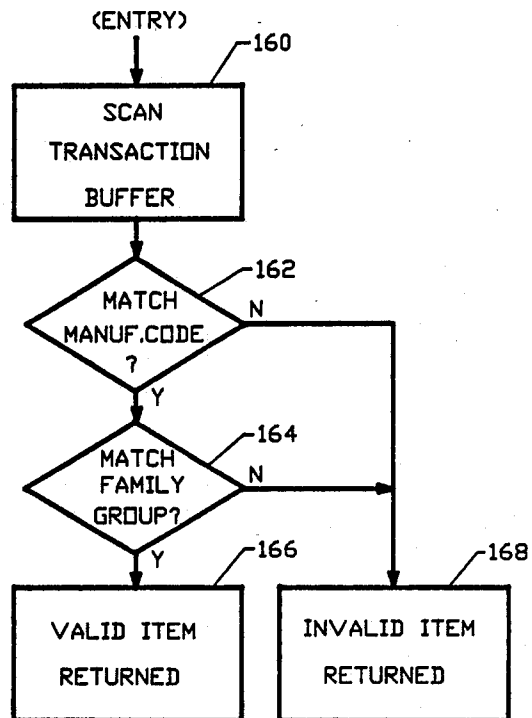 (ENTRY)
160
SCAN
TRANSACTION
BUFFER
162
MATCH
MANUF.CODE
?
N
Y
164
MATCH
FAMILY
GROUP?
N
Y
166
VALID ITEM
RETURNED
168
INVALID ITEM
RETURNED